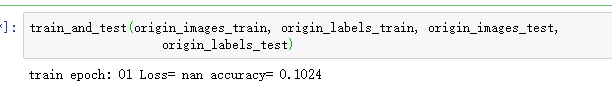 *]:
train_and_test(origin_images_train, origin_labels_train, origin_images_test,
origin_labels_test)
train epoch: 01 Loss= nan accuracy= 0.1024